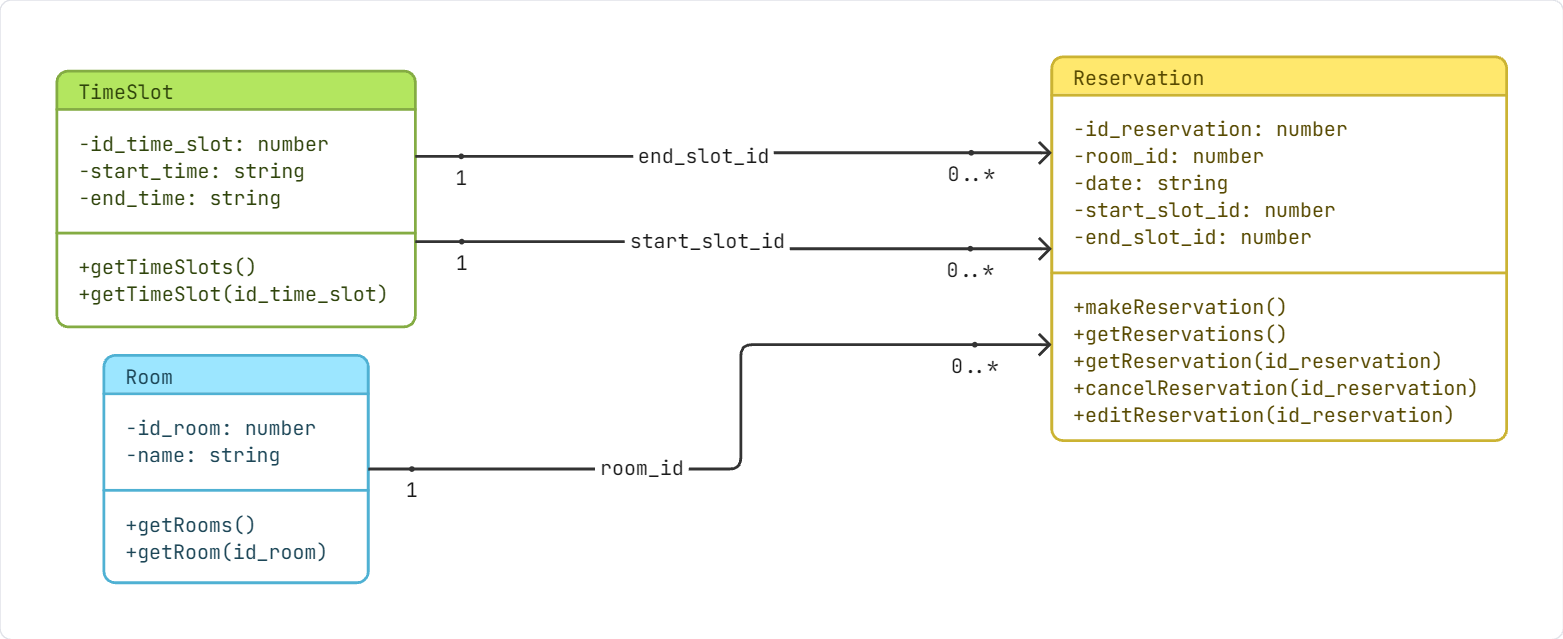 TimeSlot
-id_time_slot: number
-start_time: string
-end_time: string
+getTimeSlots()
+getTimeSlot(id_time_slot)
end_slot_id
1
0..*
start_slot_id
1
0..*
Reservation
-id_reservation: number
-room_id: number
-date: string
-start_slot_id: number
-end_slot_id: number
+makeReservation()
+getReservations()
+getReservation(id_reservation)
+cancelReservation(id_reservation)
+editReservation(id_reservation)
Room
-id_room: number
-name: string
+getRooms()
+getRoom(id_room)
room_id
1
0..*